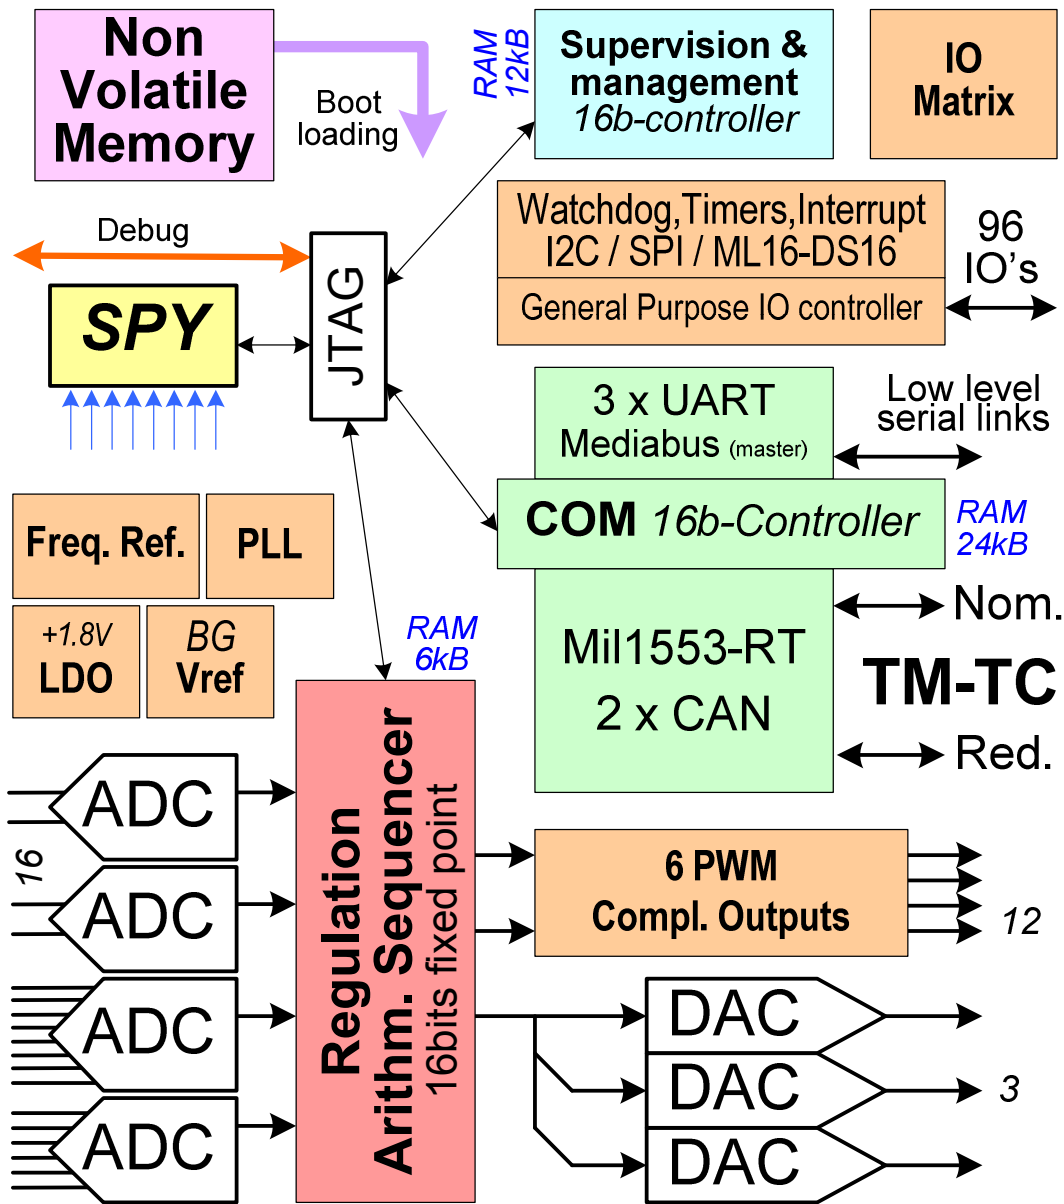 Non
Volatile
Memory
Boot
loading
RAM
12kB
Supervision &
management
16b-controller
IO
Matrix
Debug
SPY
JTAG
Watchdog,Timers,Interrupt
I2C / SPI / ML16-DS16
General Purpose IO controller
96
IO's
3 x UART
Mediabus (master)
Low level
serial links
COM 16b-Controller
RAM
24kB
Mil1553-RT
2 x CAN
Nom.
TM-TC
Red.
Freq. Ref.
PLL
+1.8V
LDO
BG
Vref
RAM
6kB
ADC
ADC
ADC
ADC
16
Regulation
Arithm. Sequencer
16bits fixed point
6 PWM
Compl. Outputs
12
DAC
DAC
DAC
3